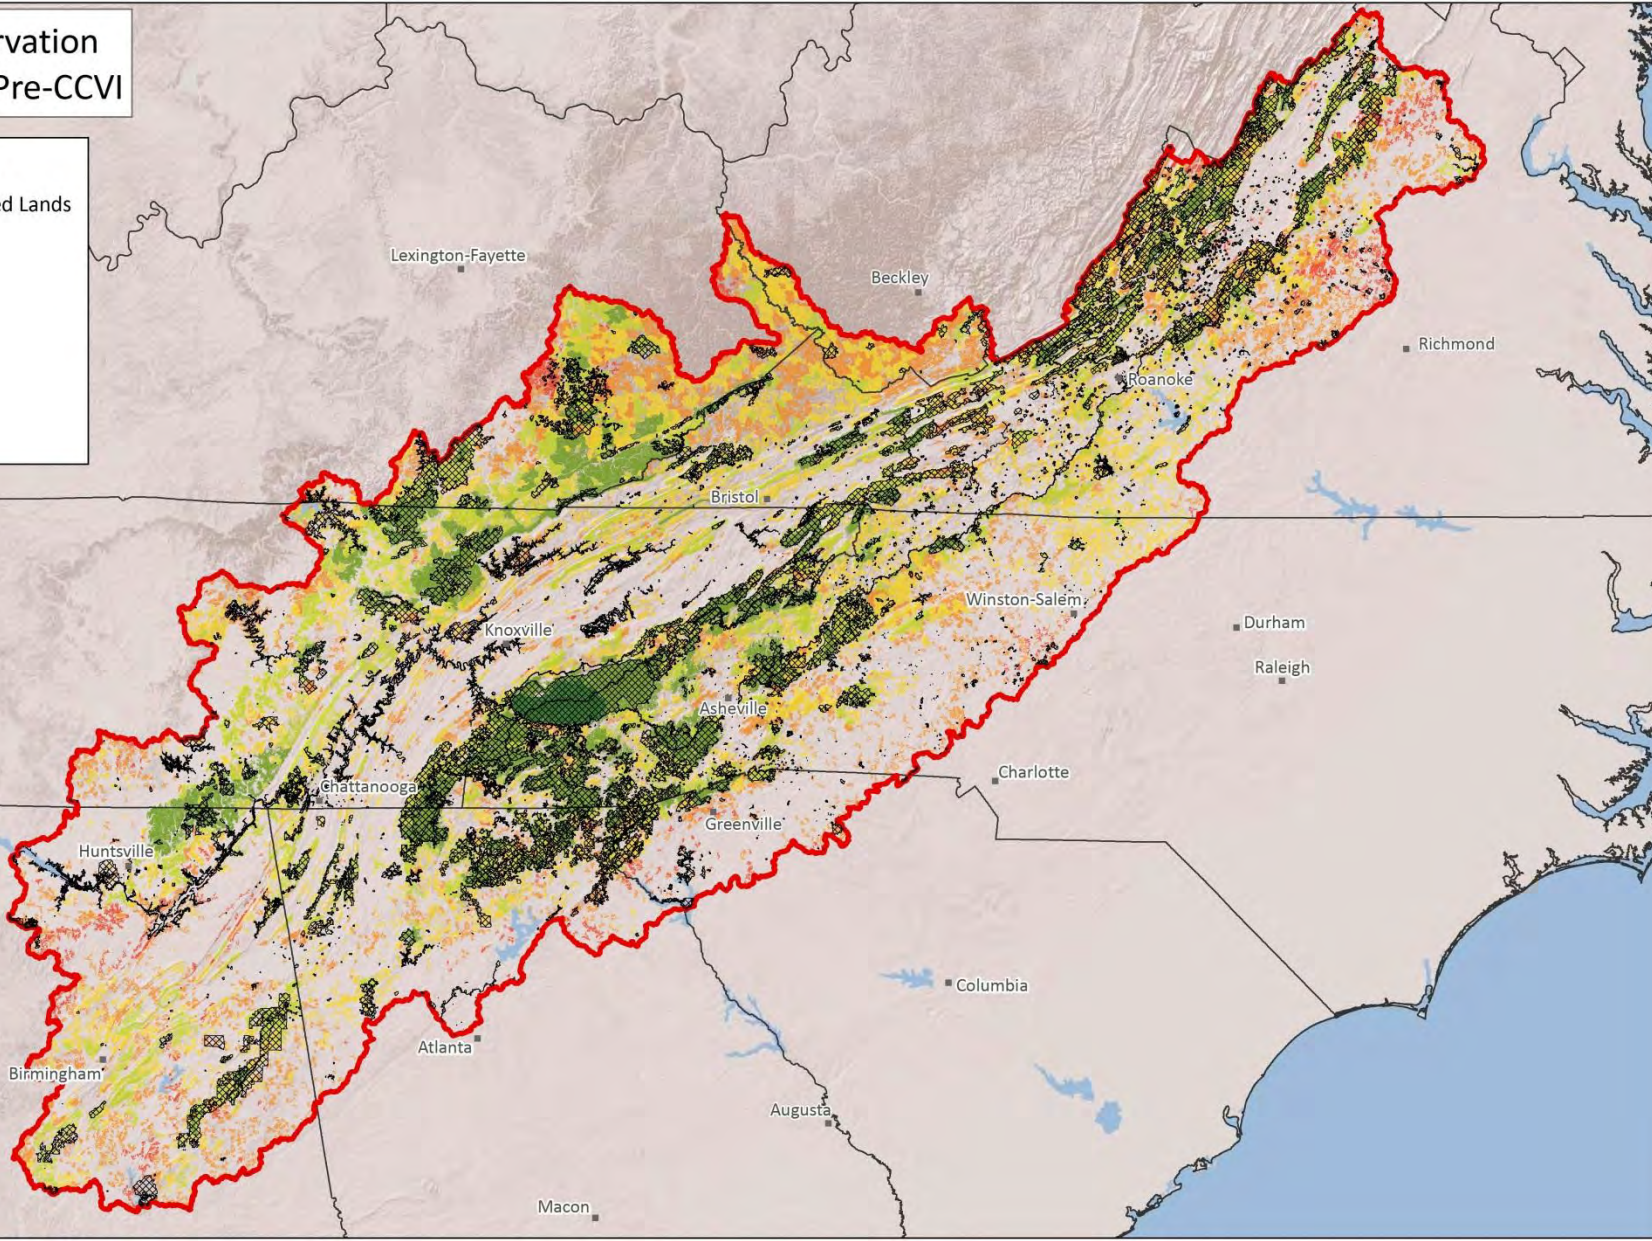 rvation
Pre-CCVI
ed Lands
Lexington-Fayette
Beckley
Richmond
Roanoke
Bristol
Winston-Salem
Durham
Knoxville
Raleigh
Asheville
Charlotte
Chattanooga
Greenville
Huntsville
Columbia
Atlanta
Birmingham
Augusta
Macon